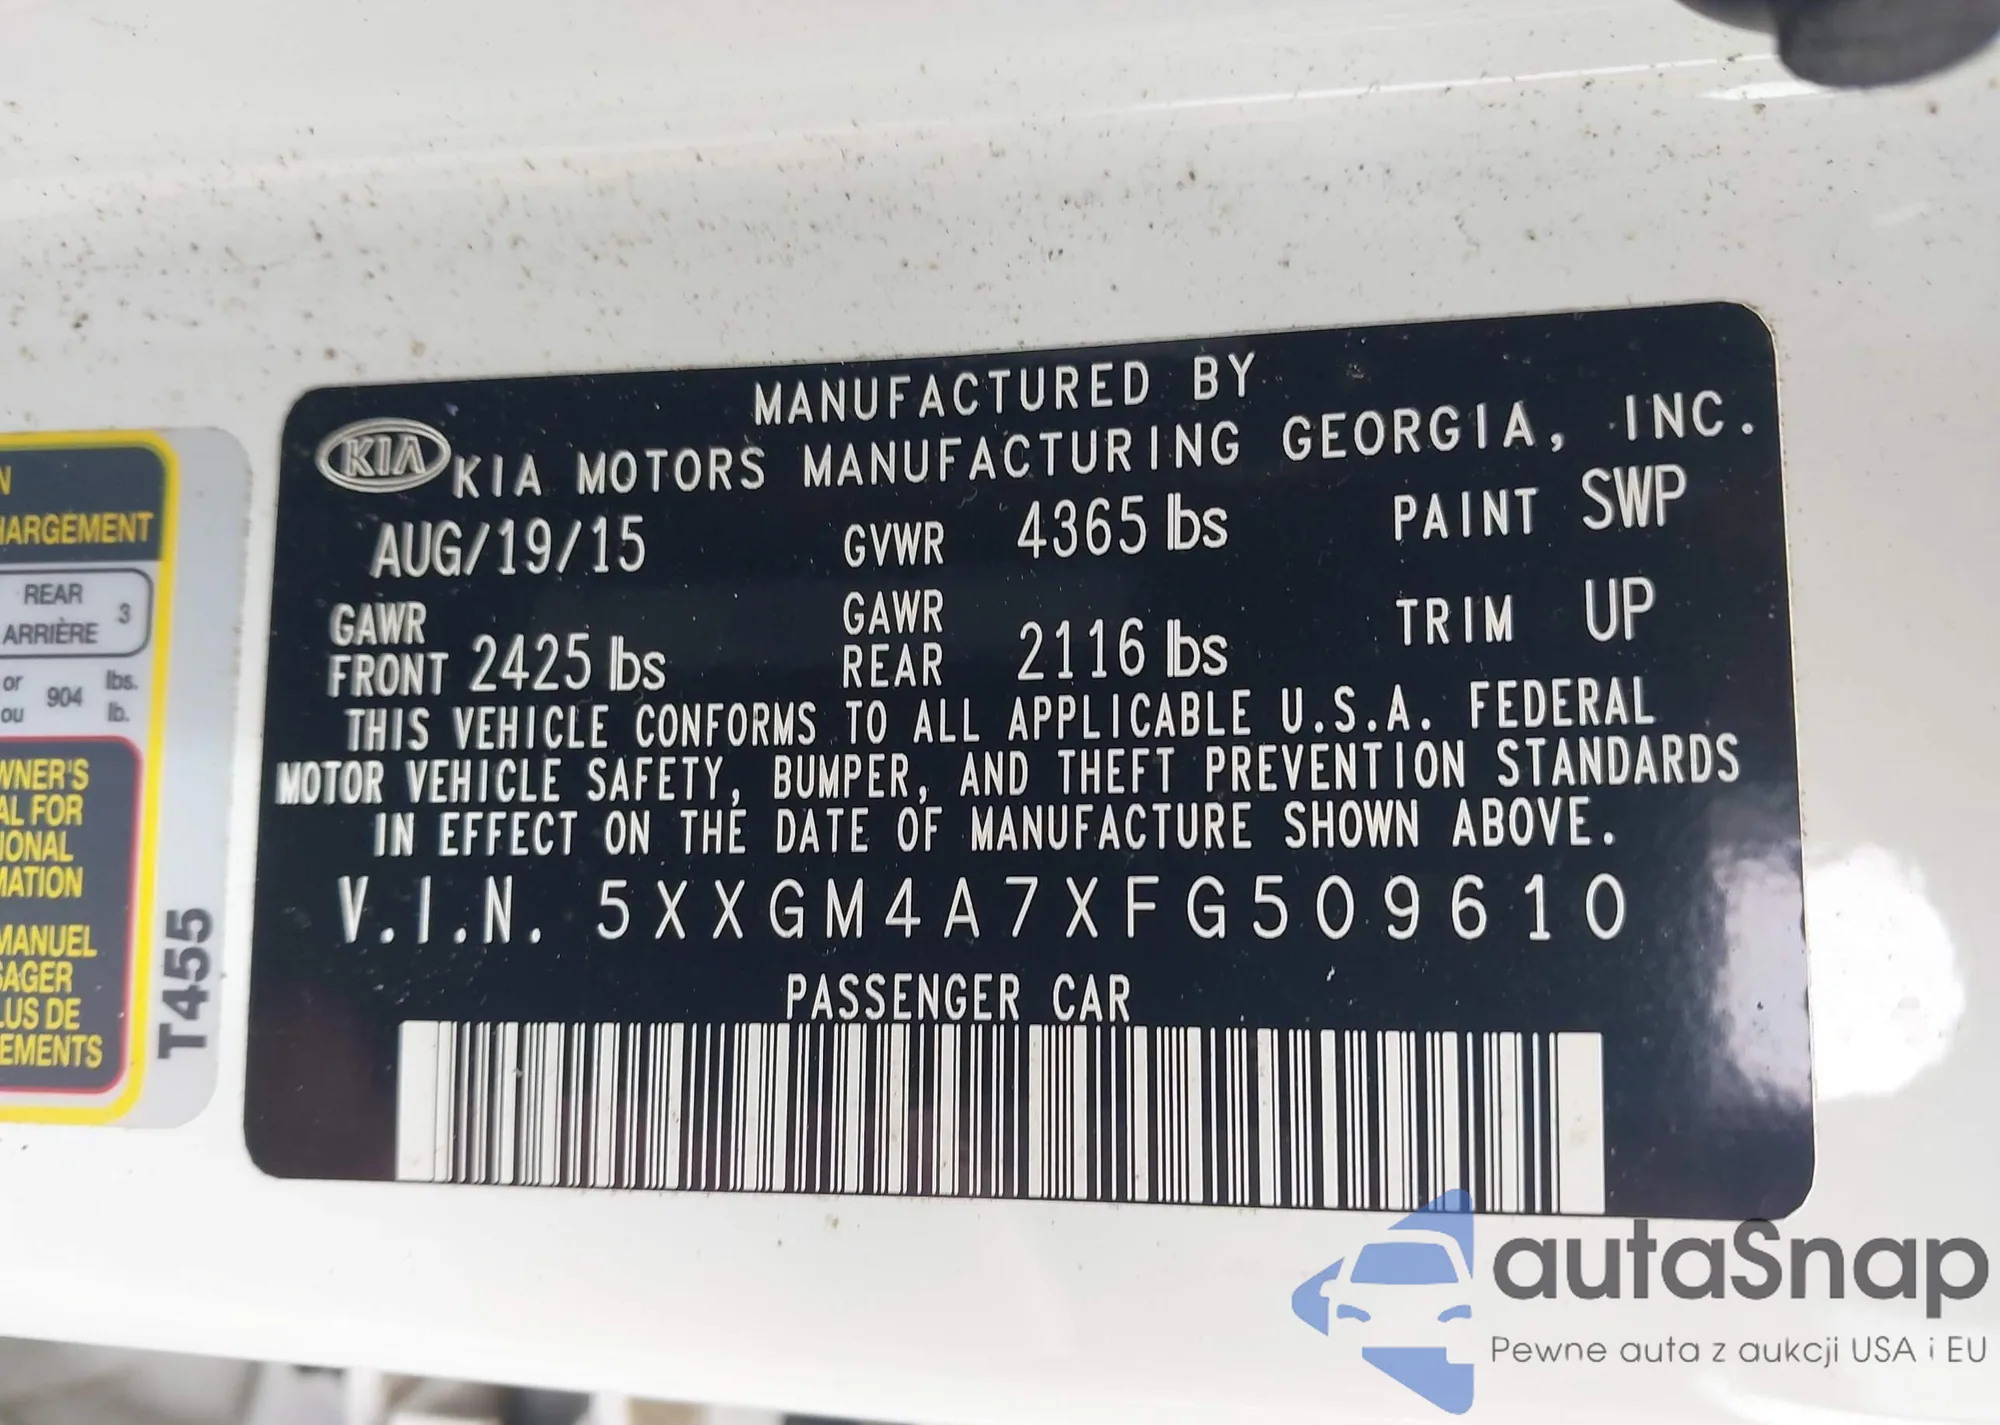 MANUFACTURED BY
KIA KIA MOTORS MANUFACTURING GEORGIA, INC.
AUG/19/15 GVWR 4365 lbs PAINT SWP
GAWR FRONT 2425 lbs GAWR REAR 2116 lbs TRIM UP
THIS VEHICLE CONFORMS TO ALL APPLICABLE U.S.A. FEDERAL
MOTOR VEHICLE SAFETY, BUMPER, AND THEFT PREVENTION STANDARDS
IN EFFECT ON THE DATE OF MANUFACTURE SHOWN ABOVE.
V.I.N. 5XXGM4A7XFG509610
PASSENGER CAR
N
HARGEMENT
REAR 3
ARRIÈRE
or 904 lbs.
ou lb.
WNER'S
AL FOR
IONAL
MATION
MANUEL
SAGER
LUS DE
EMENTS
T455
autaSnap
Pewne auta z aukcji USA i EU